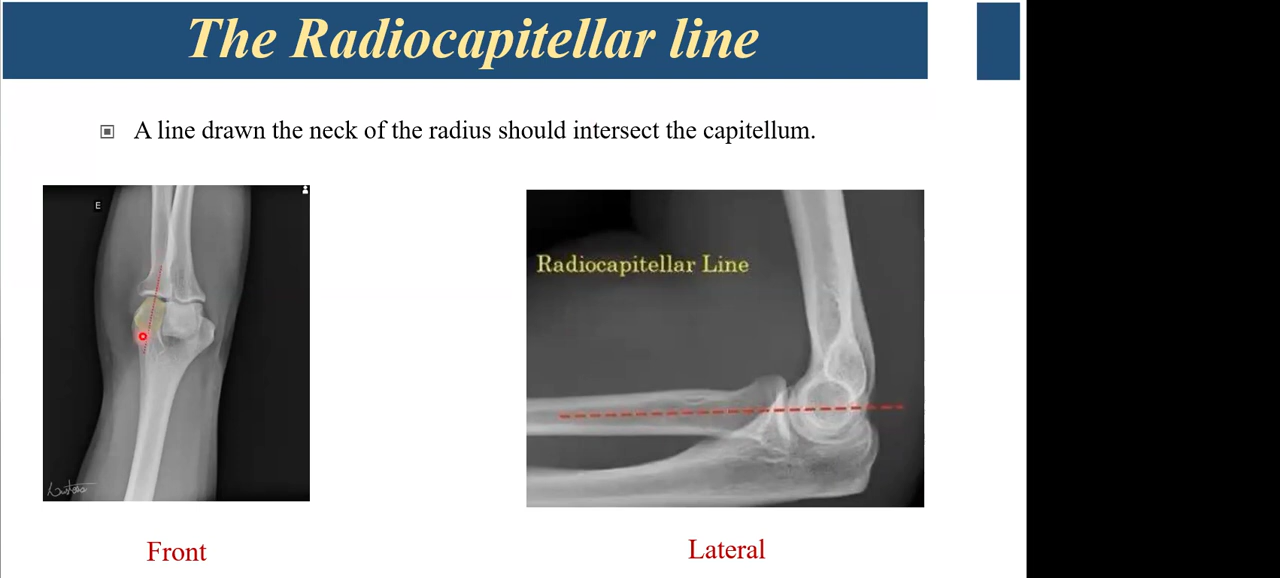 The Radiocapitellar line
A line drawn the neck of the radius should intersect the capitellum.
E
Radiocapitellar Line
Front
Lateral